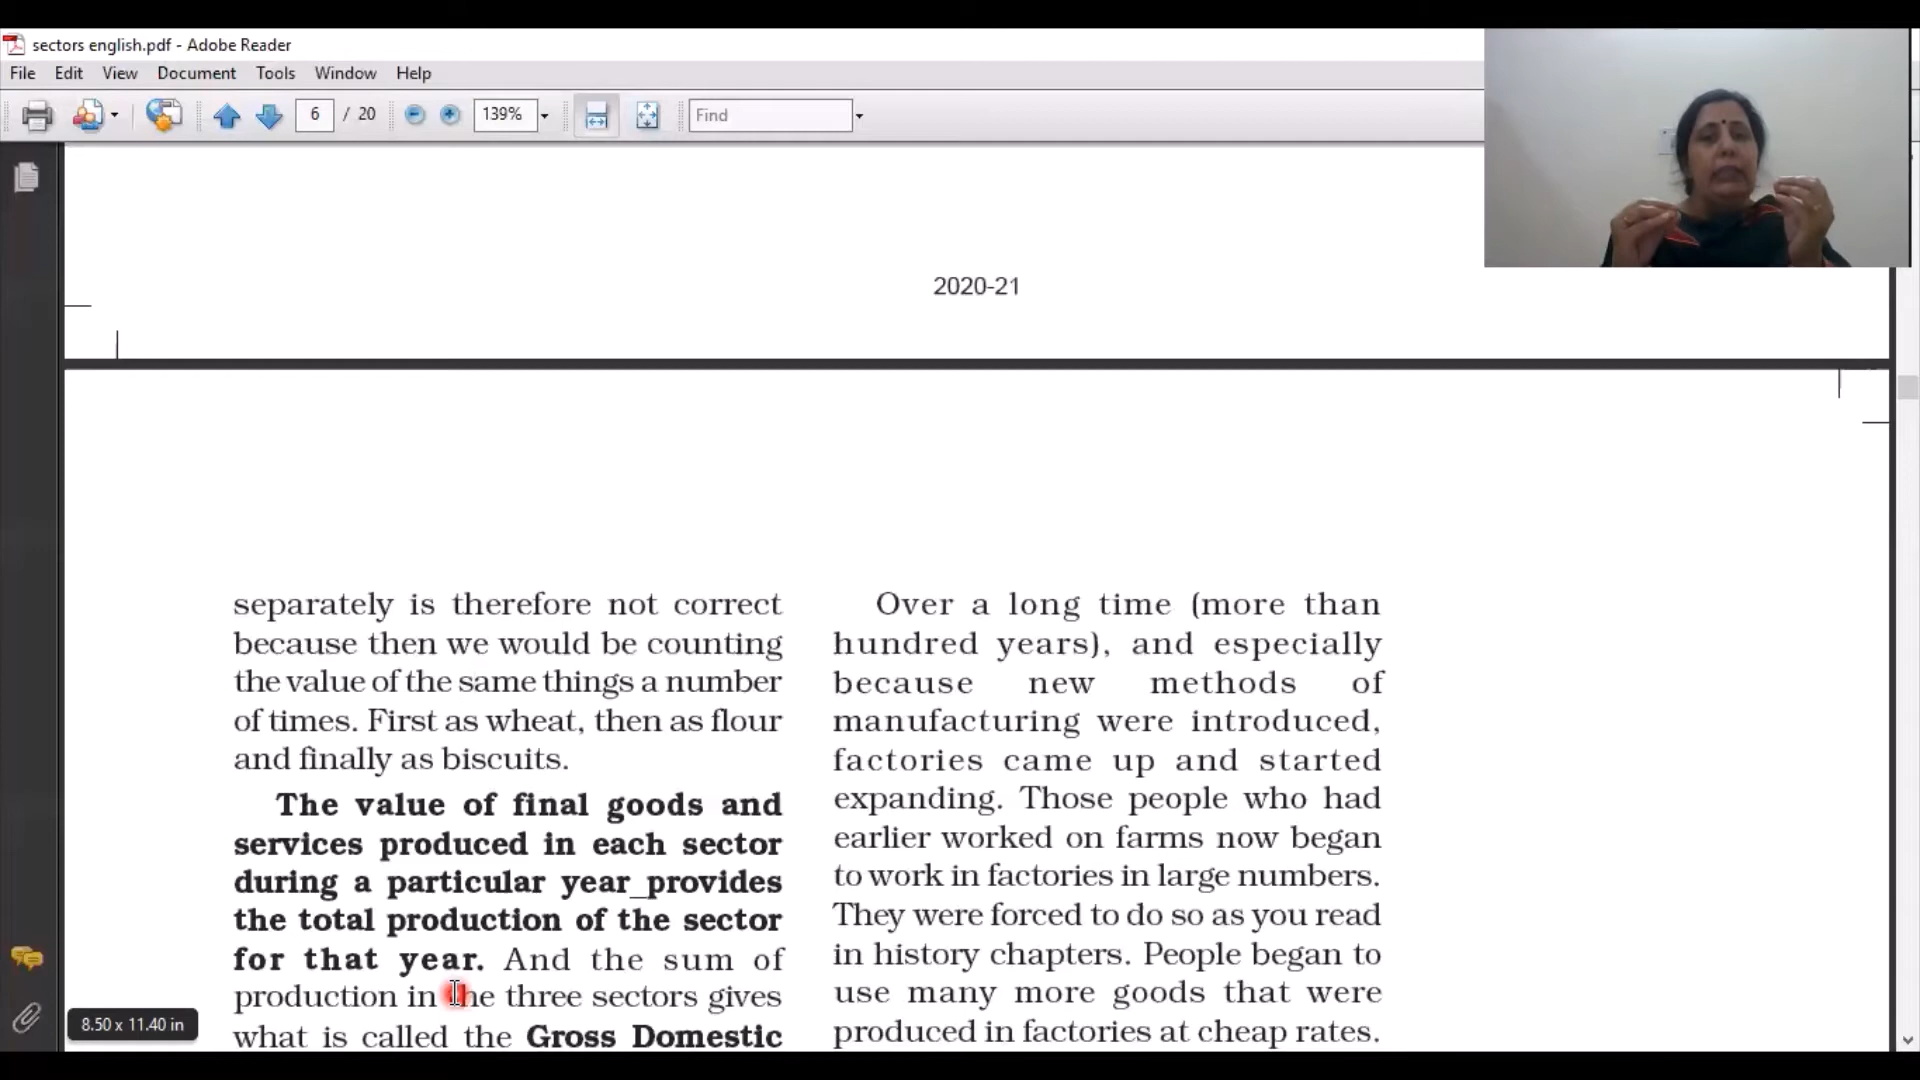 sectors english.pdf - Adobe Reader
File Edit View Document Tools Window Help
6 / 20 139% Find
2020-21
separately is therefore not correct
because then we would be counting
the value of the same things a number
of times. First as wheat, then as flour
and finally as biscuits.
The value of final goods and
services produced in each sector
during a particular year_provides
the total production of the sector
for that year. And the sum of
production in the three sectors gives
what is called the Gross Domestic
Over a long time (more than
hundred years), and especially
because new methods of
manufacturing were introduced,
factories came up and started
expanding. Those people who had
earlier worked on farms now began
to work in factories in large numbers.
They were forced to do so as you read
in history chapters. People began to
use many more goods that were
produced in factories at cheap rates.
8.50 x 11.40 in